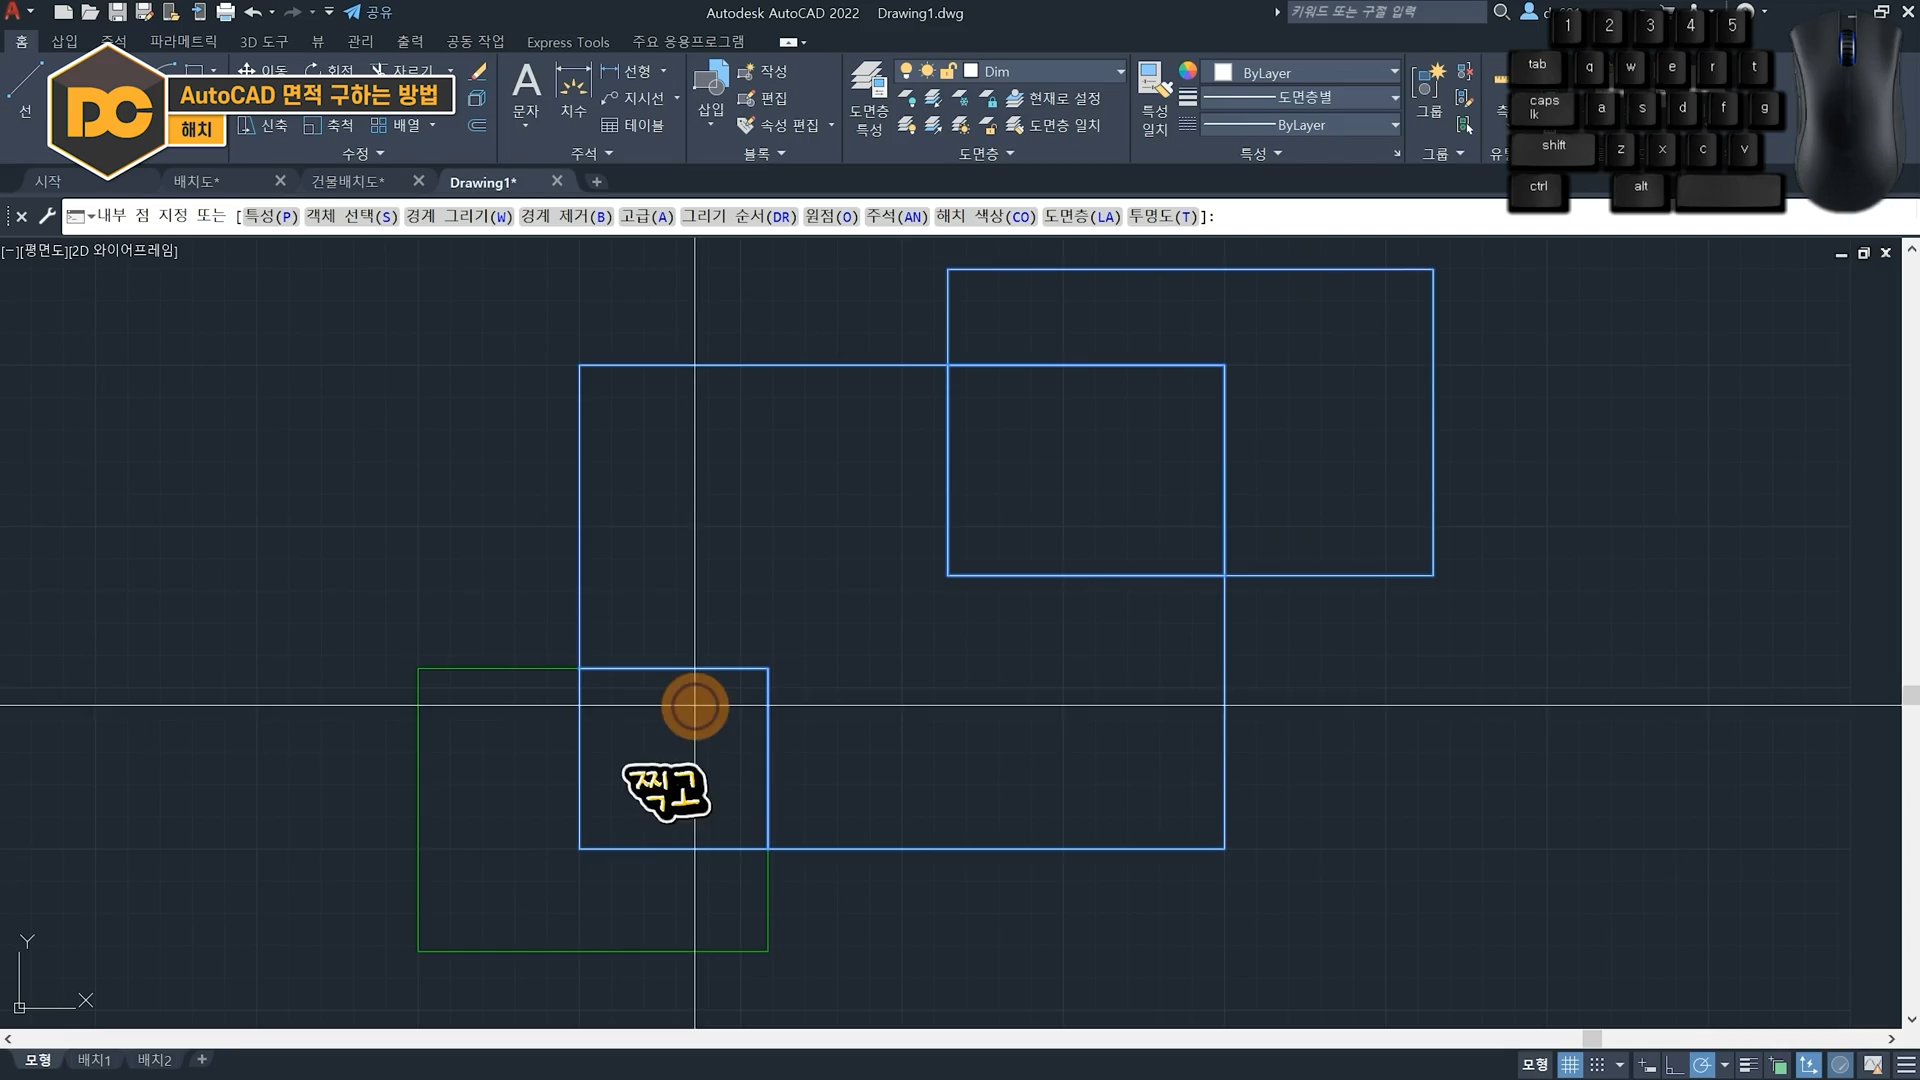 Autodesk AutoCAD 2022 Drawing1.dwg
공유
키워드 또는 구절 입력
홈 삽입 주석 파라메트릭 3D 도구 뷰 관리 출력 공동 작업 Express Tools 주요 응용프로그램
DC
AutoCAD 면적 구하는 방법
해치
선
이동 회전 자르기
신축 축척 배열
수정
문자 치수
선형
지시선
테이블
주석
삽입
작성
편집
속성 편집
블록
도면층 특성
Dim
현재로 설정
도면층 일치
도면층
특성 일치
ByLayer
도면층별
ByLayer
특성
그룹
그룹
1 2 3 4 5
tab q w e r t
caps lk a s d f g
shift z x c v
ctrl alt
시작 배치도* 건물배치도* Drawing1*
내부 점 지정 또는 [특성(P) 객체 선택(S) 경계 그리기(W) 경계 제거(B) 고급(A) 그리기 순서(DR) 원점(O) 주석(AN) 해치 색상(CO) 도면층(LA) 투명도(T)]:
[−][평면도][2D 와이어프레임]
찍고
Y
X
모형 배치1 배치2
모형